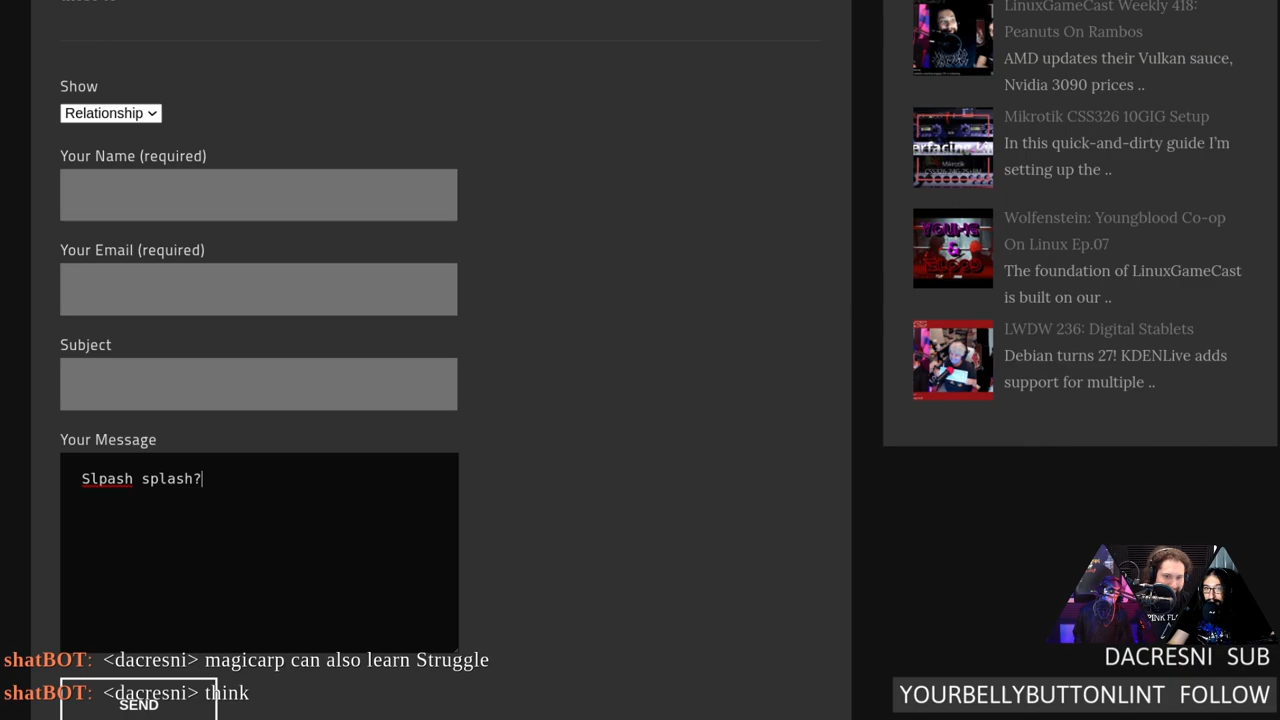 Show
Relationship
Your Name (required)
Your Email (required)
Subject
Your Message
Slpash splash?
SEND
LinuxGameCast Weekly 418:
Peanuts On Rambos
AMD updates their Vulkan sauce,
Nvidia 3090 prices ..
Mikrotik CSS326 10GIG Setup
In this quick-and-dirty guide I'm
setting up the ..
Wolfenstein: Youngblood Co-op
On Linux Ep.07
The foundation of LinuxGameCast
is built on our ..
LWDW 236: Digital Stablets
Debian turns 27! KDENLive adds
support for multiple ..
shatBOT: <dacresni> magicarp can also learn Struggle
shatBOT: <dacresni> think
PINK FL
DACRESNI SUB
YOURBELLYBUTTONLINT FOLLOW